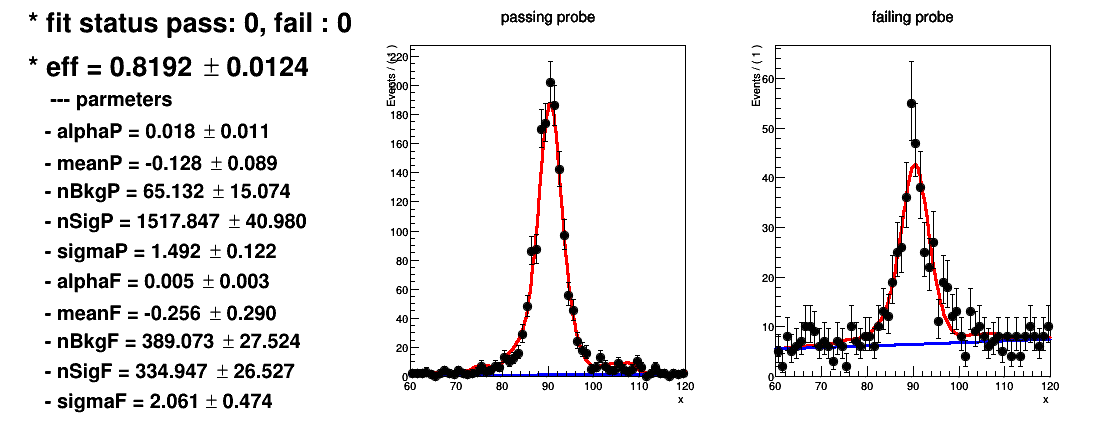 * fit status pass: 0, fail : 0
* eff = 0.8192 ± 0.0124
--- parmeters
- alphaP = 0.018 ± 0.011
- meanP = -0.128 ± 0.089
- nBkgP = 65.132 ± 15.074
- nSigP = 1517.847 ± 40.980
- sigmaP = 1.492 ± 0.122
- alphaF = 0.005 ± 0.003
- meanF = -0.256 ± 0.290
- nBkgF = 389.073 ± 27.524
- nSigF = 334.947 ± 26.527
- sigmaF = 2.061 ± 0.474
passing probe
Events / ( 1 )
220
200
180
160
140
120
100
80
60
40
20
0
60 70 80 90 100 110 120
x
failing probe
Events / ( 1 )
60
50
40
30
20
10
0
60 70 80 90 100 110 120
x